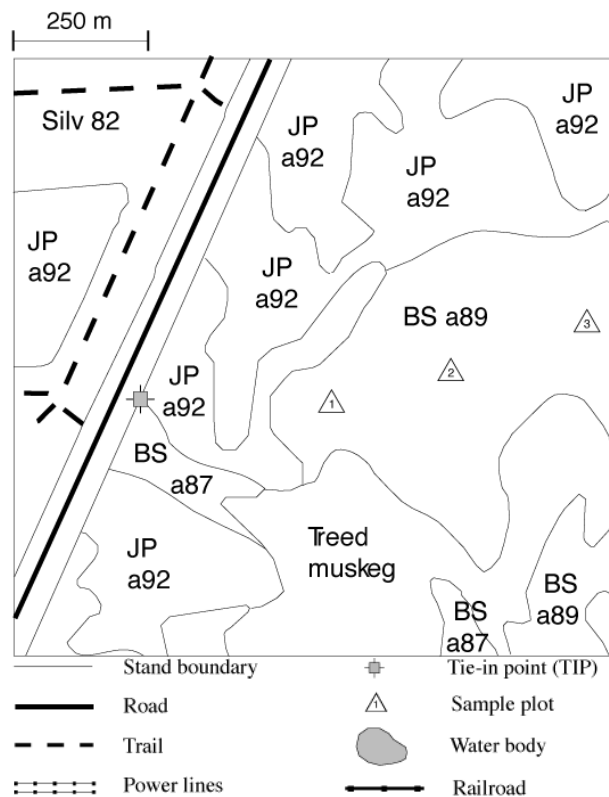 250 m
Silv 82
JP
a92
JP
a92
JP
a92
JP
a92
JP
a92
BS a89
3
2
1
JP
a92
BS
a87
JP
a92
Treed
muskeg
BS
a89
BS
a87
Stand boundary
Tie-in point (TIP)
Road
1
Sample plot
Trail
Water body
Power lines
Railroad